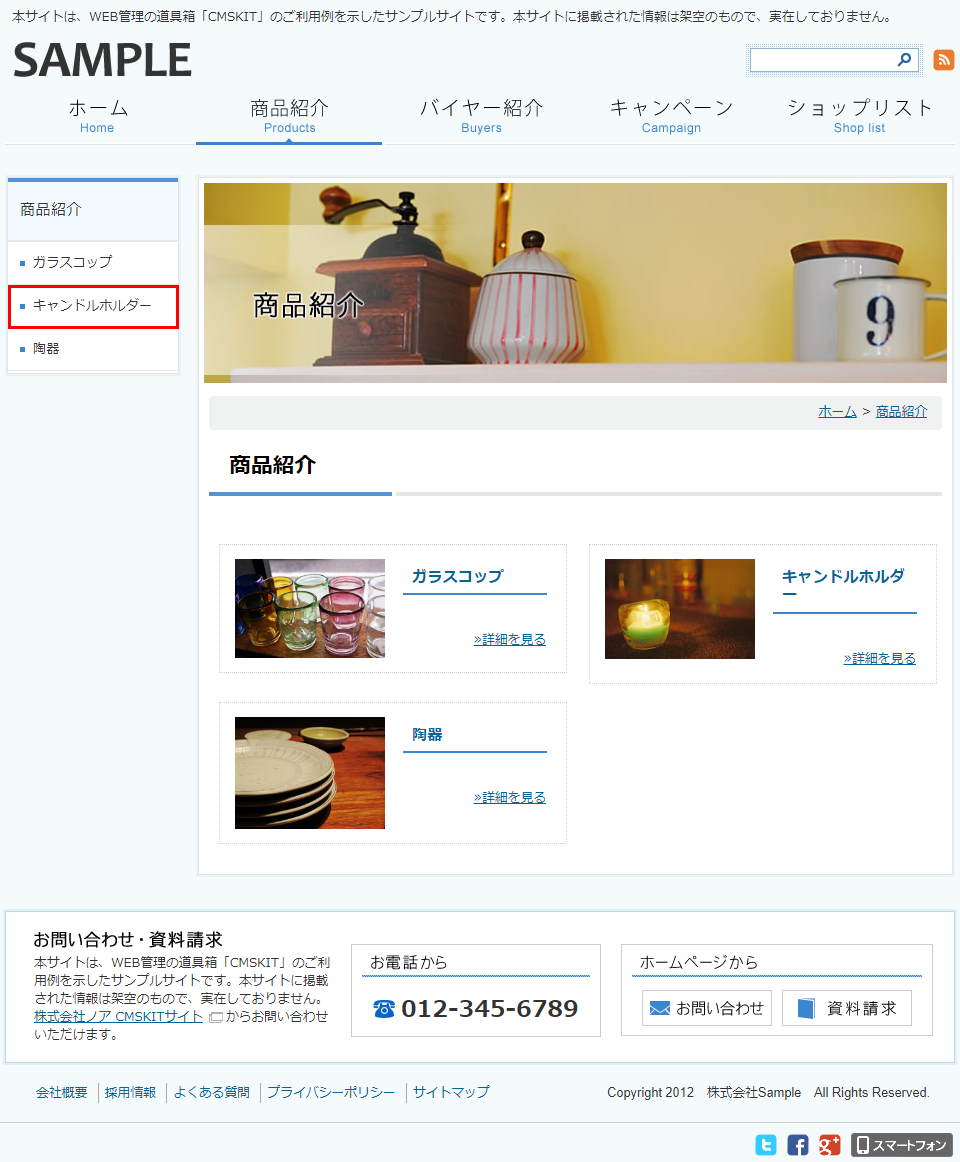 本サイトは、WEB管理の道具箱「CMSKIT」のご利用例を示したサンプルサイトです。本サイトに掲載された情報は架空のもので、実在しておりません。
SAMPLE
ホーム
Home
商品紹介
Products
バイヤー紹介
Buyers
キャンペーン
Campaign
ショップリスト
Shop list
商品紹介
ガラスコップ
キャンドルホルダー
陶器
商品紹介
9
ホーム > 商品紹介
商品紹介
ガラスコップ
»詳細を見る
キャンドルホルダ
ー
»詳細を見る
陶器
»詳細を見る
お問い合わせ・資料請求
本サイトは、WEB管理の道具箱「CMSKIT」のご利
用例を示したサンプルサイトです。本サイトに掲載
された情報は架空のもので、実在しておりません。
株式会社ノア CMSKITサイト からお問い合わせ
いただけます。
お電話から
012-345-6789
ホームページから
お問い合わせ
資料請求
会社概要 採用情報 よくある質問 プライバシーポリシー サイトマップ
Copyright 2012 株式会社Sample All Rights Reserved.
スマートフォン